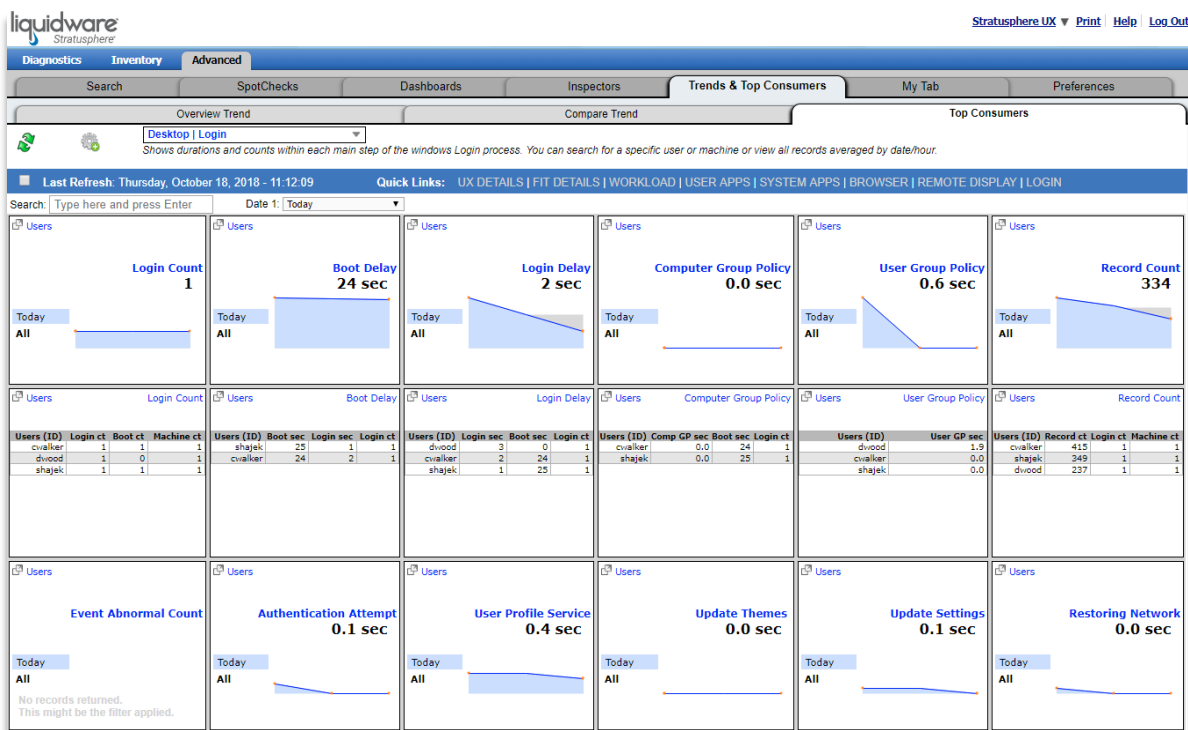 liquidware
Stratusphere
Stratusphere UX ▼ Print Help Log Out
Diagnostics Inventory Advanced
Search SpotChecks Dashboards Inspectors Trends & Top Consumers My Tab Preferences
Overview Trend Compare Trend Top Consumers
Desktop | Login
Shows durations and counts within each main step of the windows Login process. You can search for a specific user or machine or view all records averaged by date/hour.
Last Refresh: Thursday, October 18, 2018 - 11:12:09 Quick Links: UX DETAILS | FIT DETAILS | WORKLOAD | USER APPS | SYSTEM APPS | BROWSER | REMOTE DISPLAY | LOGIN
Search: Type here and press Enter Date 1: Today
Users Users Users Users Users Users
Login Count Boot Delay Login Delay Computer Group Policy User Group Policy Record Count
1 24 sec 2 sec 0.0 sec 0.6 sec 334
Today Today Today Today Today Today
All All All All All All
Users Login Count Users Boot Delay Users Login Delay Users Computer Group Policy Users User Group Policy Users Record Count
Users (ID) Login ct Boot ct Machine ct Users (ID) Boot sec Login sec Login ct Users (ID) Login sec Boot sec Login ct Users (ID) Comp GP sec Boot sec Login ct Users (ID) User GP sec Users (ID) Record ct Login ct Machine ct
cwalker 1 1 1 shajek 25 1 1 dwood 3 0 1 cwalker 0.0 24 1 dwood 1.9 cwalker 415 1 1
dwood 1 0 1 cwalker 24 2 1 cwalker 2 24 1 shajek 0.0 25 1 cwalker 0.0 shajek 349 1 1
shajek 1 1 1 shajek 1 25 1 shajek 0.0 dwood 237 1 1
Users Users Users Users Users Users
Event Abnormal Count Authentication Attempt User Profile Service Update Themes Update Settings Restoring Network
0.1 sec 0.4 sec 0.0 sec 0.1 sec 0.0 sec
Today Today Today Today Today Today
All All All All All All
No records returned.
This might be the filter applied.